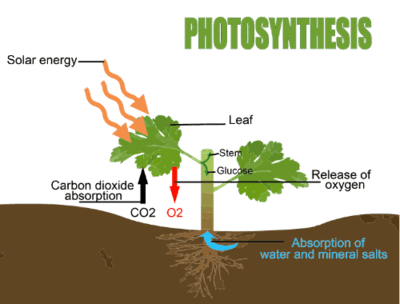 PHOTOSYNTHESIS
Solar energy
Leaf
Stem
Glucose
Carbon dioxide
absorption
CO2
O2
Release of
oxygen
Absorption of
water and mineral salts